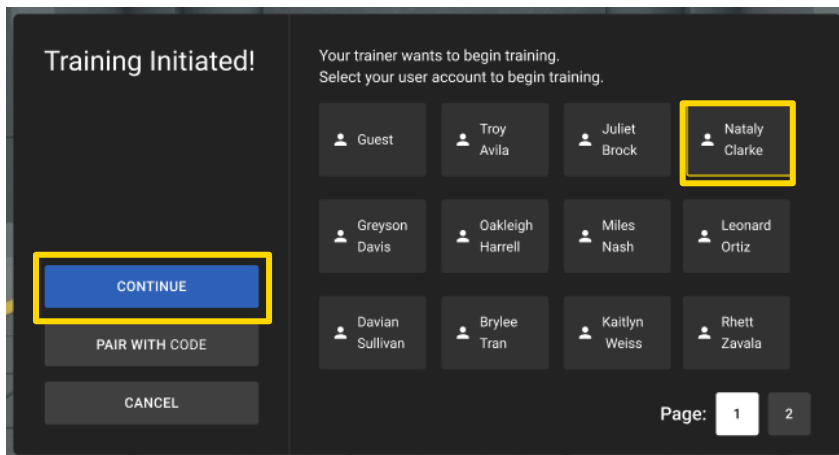 Training Initiated!
Your trainer wants to begin training.
Select your user account to begin training.
Guest
Troy
Avila
Juliet
Brock
Nataly
Clarke
Greyson
Davis
Oakleigh
Harrell
Miles
Nash
Leonard
Ortiz
Davian
Sullivan
Brylee
Tran
Kaitlyn
Weiss
Rhett
Zavala
CONTINUE
PAIR WITH CODE
CANCEL
Page: 1 2